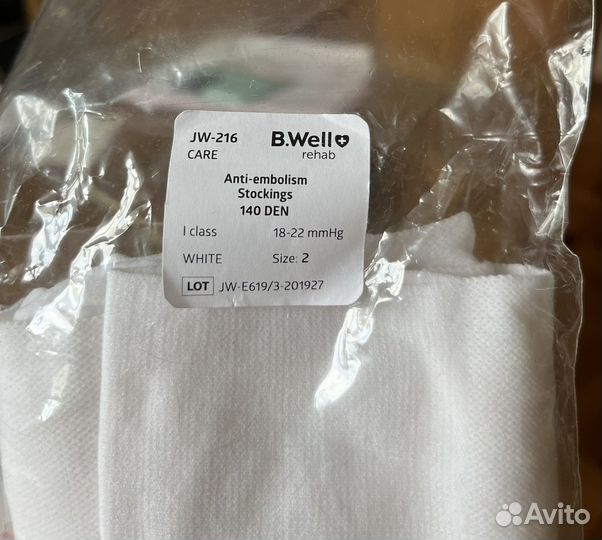 JW-216
CARE
B.Well
rehab
Anti-embolism
Stockings
140 DEN
I class 18-22 mmHg
WHITE Size: 2
LOT JW-E619/3-201927
Avito